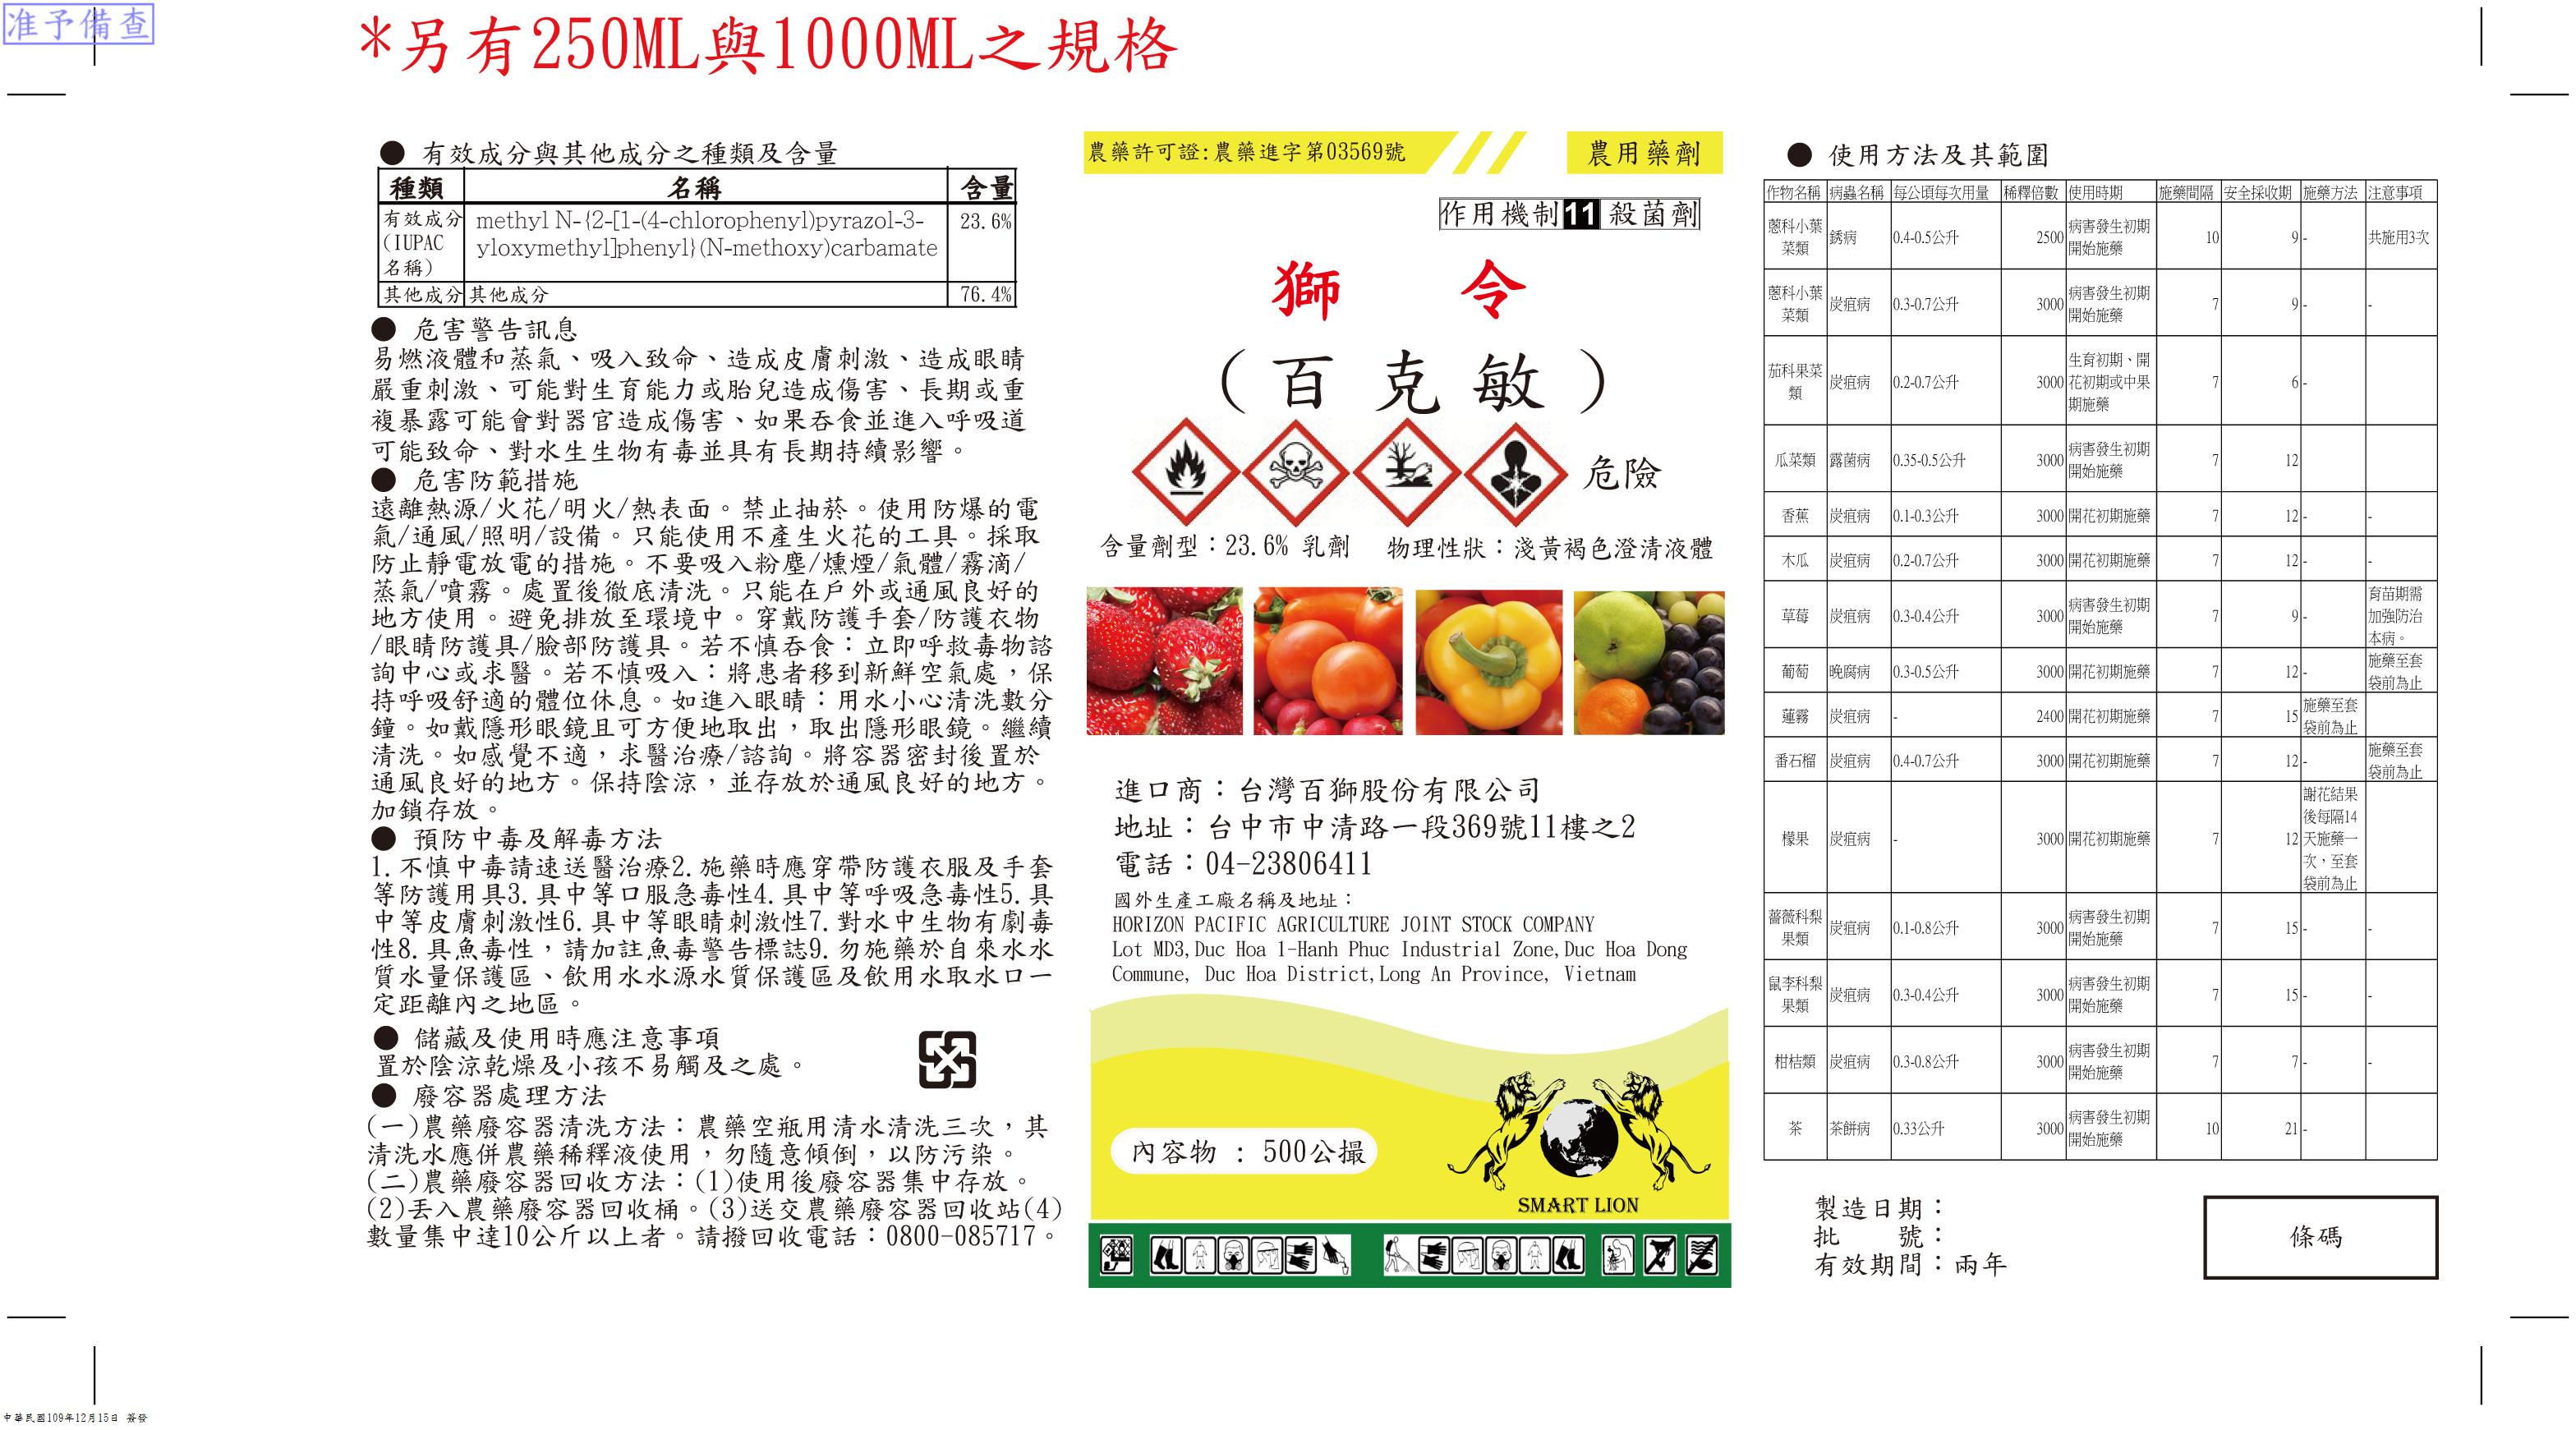 准予備查
*另有250ML與1000ML之規格
● 有效成分與其他成分之種類及含量
種類 名稱 含量
有效成分(IUPAC名稱) methyl N-{2-[1-(4-chlorophenyl)pyrazol-3-yloxymethyl]phenyl}(N-methoxy)carbamate 23.6%
其他成分 其他成分 76.4%
● 危害警告訊息
易燃液體和蒸氣、吸入致命、造成皮膚刺激、造成眼睛
嚴重刺激、可能對生育能力或胎兒造成傷害、長期或重
複暴露可能會對器官造成傷害、如果吞食並進入呼吸道
可能致命、對水生生物有毒並具有長期持續影響。
● 危害防範措施
遠離熱源/火花/明火/熱表面。禁止抽菸。使用防爆的電
氣/通風/照明/設備。只能使用不產生火花的工具。採取
防止靜電放電的措施。不要吸入粉塵/燻煙/氣體/霧滴/
蒸氣/噴霧。處置後徹底清洗。只能在戶外或通風良好的
地方使用。避免排放至環境中。穿戴防護手套/防護衣物
/眼睛防護具/臉部防護具。若不慎吞食：立即呼救毒物諮
詢中心或求醫。若不慎吸入：將患者移到新鮮空氣處，保
持呼吸舒適的體位休息。如進入眼睛：用水小心清洗數分
鐘。如戴隱形眼鏡且可方便地取出，取出隱形眼鏡。繼續
清洗。如感覺不適，求醫治療/諮詢。將容器密封後置於
通風良好的地方。保持陰涼，並存放於通風良好的地方。
加鎖存放。
● 預防中毒及解毒方法
1.不慎中毒請速送醫治療2.施藥時應穿帶防護衣服及手套
等防護用具3.具中等口服急毒性4.具中等呼吸急毒性5.具
中等皮膚刺激性6.具中等眼睛刺激性7.對水中生物有劇毒
性8.具魚毒性，請加註魚毒警告標誌9.勿施藥於自來水水
質水量保護區、飲用水水源水質保護區及飲用水取水口一
定距離內之地區。
● 儲藏及使用時應注意事項
置於陰涼乾燥及小孩不易觸及之處。
● 廢容器處理方法
(一)農藥廢容器清洗方法：農藥空瓶用清水清洗三次，其
清洗水應併農藥稀釋液使用，勿隨意傾倒，以防污染。
(二)農藥廢容器回收方法：(1)使用後廢容器集中存放。
(2)丟入農藥廢容器回收桶。(3)送交農藥廢容器回收站(4)
數量集中達10公斤以上者。請撥回收電話：0800-085717。
農藥許可證:農藥進字第03569號
農用藥劑
作用機制11殺菌劑
獅 令
(百克敏)
危險
含量劑型：23.6% 乳劑 物理性狀：淺黃褐色澄清液體
進口商：台灣百獅股份有限公司
地址：台中市中清路一段369號11樓之2
電話：04-23806411
國外生產工廠名稱及地址：
HORIZON PACIFIC AGRICULTURE JOINT STOCK COMPANY
Lot MD3,Duc Hoa 1-Hanh Phuc Industrial Zone,Duc Hoa Dong
Commune, Duc Hoa District,Long An Province, Vietnam
內容物 : 500公撮
SMART LION
● 使用方法及其範圍
作物名稱 病蟲名稱 每公頃每次用量 稀釋倍數 使用時期 施藥間隔 安全採收期 施藥方法 注意事項
蔥科小葉菜類 銹病 0.4-0.5公升 2500 病害發生初期開始施藥 10 9 - 共施用3次
蔥科小葉菜類 炭疽病 0.3-0.7公升 3000 病害發生初期開始施藥 7 9 - -
茄科果菜類 炭疽病 0.2-0.7公升 3000 生育初期、開花初期或中果期施藥 7 6 -
瓜菜類 露菌病 0.35-0.5公升 3000 病害發生初期開始施藥 7 12
香蕉 炭疽病 0.1-0.3公升 3000 開花初期施藥 7 12 - -
木瓜 炭疽病 0.2-0.7公升 3000 開花初期施藥 7 12 - -
草莓 炭疽病 0.3-0.4公升 3000 病害發生初期開始施藥 7 9 - 育苗期需加強防治本病。
葡萄 晚腐病 0.3-0.5公升 3000 開花初期施藥 7 12 - 施藥至套袋前為止
蓮霧 炭疽病 - 2400 開花初期施藥 7 15 施藥至套袋前為止
番石榴 炭疽病 0.4-0.7公升 3000 開花初期施藥 7 12 - 施藥至套袋前為止
檬果 炭疽病 - 3000 開花初期施藥 7 12 謝花結果後每隔14天施藥一次，至套袋前為止
薔薇科梨果類 炭疽病 0.1-0.8公升 3000 病害發生初期開始施藥 7 15 - -
鼠李科梨果類 炭疽病 0.3-0.4公升 3000 病害發生初期開始施藥 7 15 - -
柑桔類 炭疽病 0.3-0.8公升 3000 病害發生初期開始施藥 7 7 - -
茶 茶餅病 0.33公升 3000 病害發生初期開始施藥 10 21 -
製造日期：
批 號：
有效期間：兩年
條碼
中華民國109年12月15日 簽發